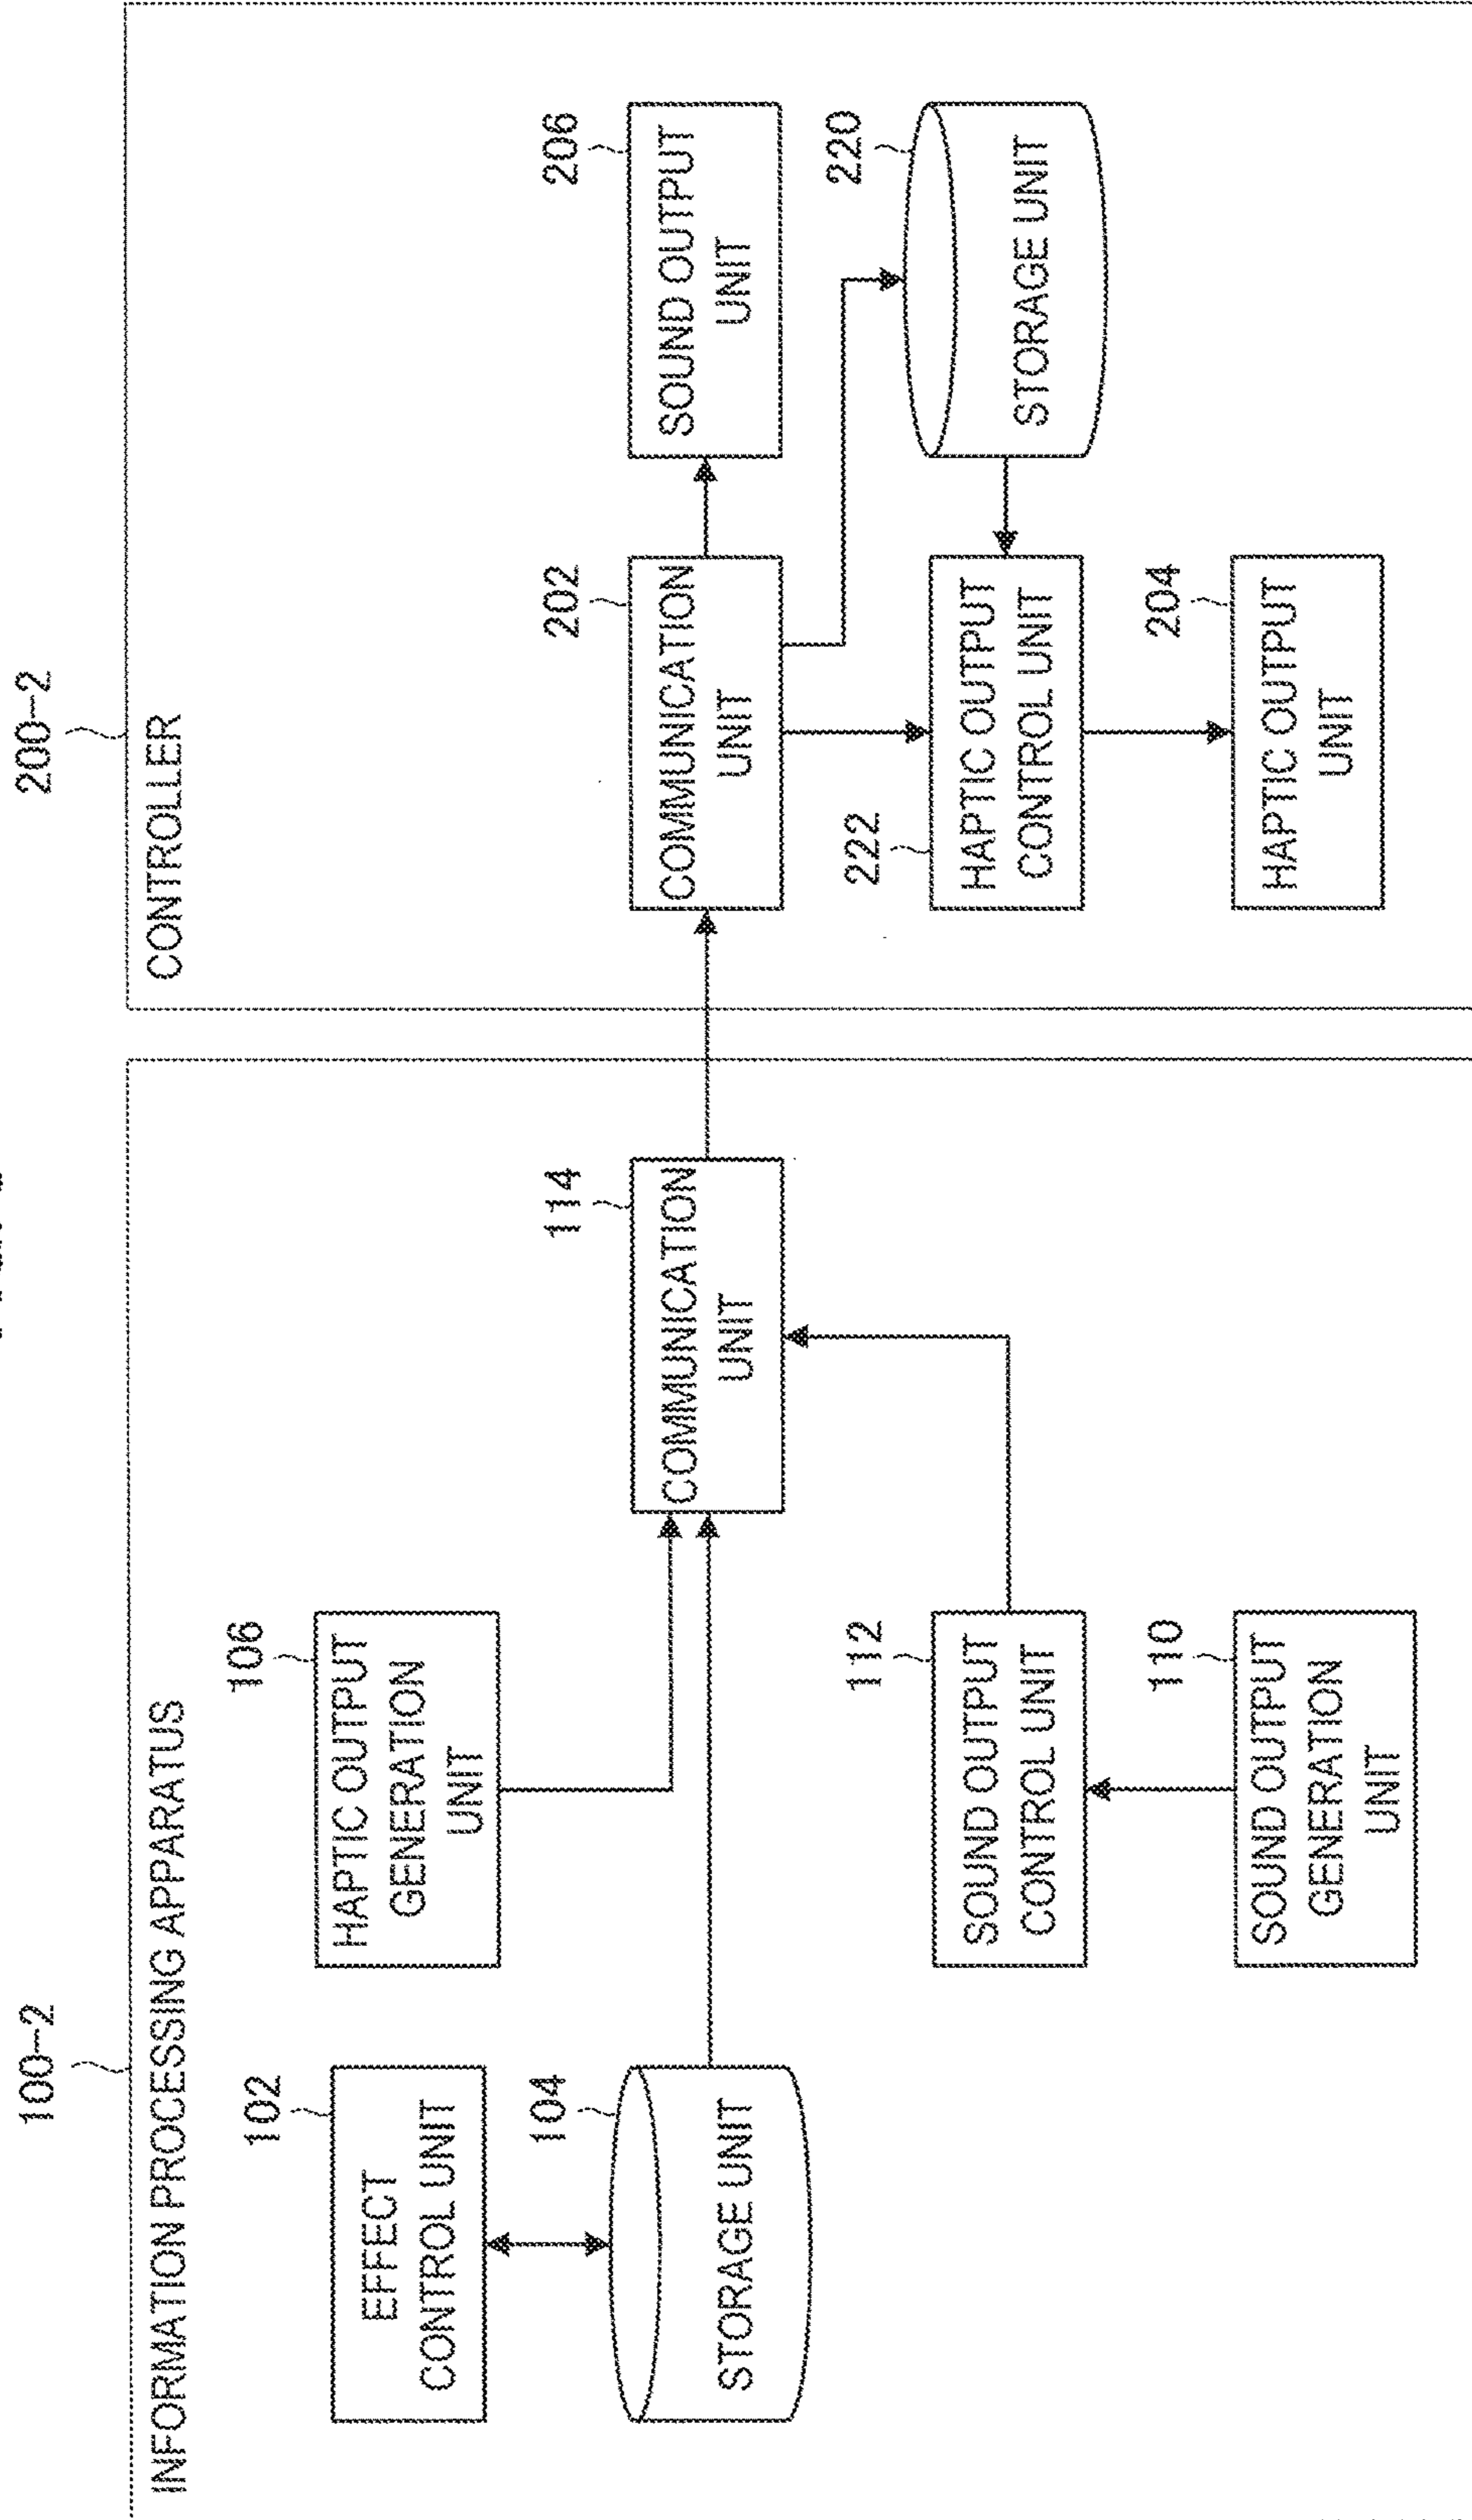 100-2
INFORMATION PROCESSING APPARATUS
102
EFFECT
CONTROL UNIT
104
STORAGE UNIT
106
HAPTIC OUTPUT
GENERATION
UNIT
112
SOUND OUTPUT
CONTROL UNIT
110
SOUND OUTPUT
GENERATION
UNIT
114
COMMUNICATION
UNIT
200-2
CONTROLLER
202
COMMUNICATION
UNIT
222
HAPTIC OUTPUT
CONTROL UNIT
204
HAPTIC OUTPUT
UNIT
206
SOUND OUTPUT
UNIT
220
STORAGE UNIT